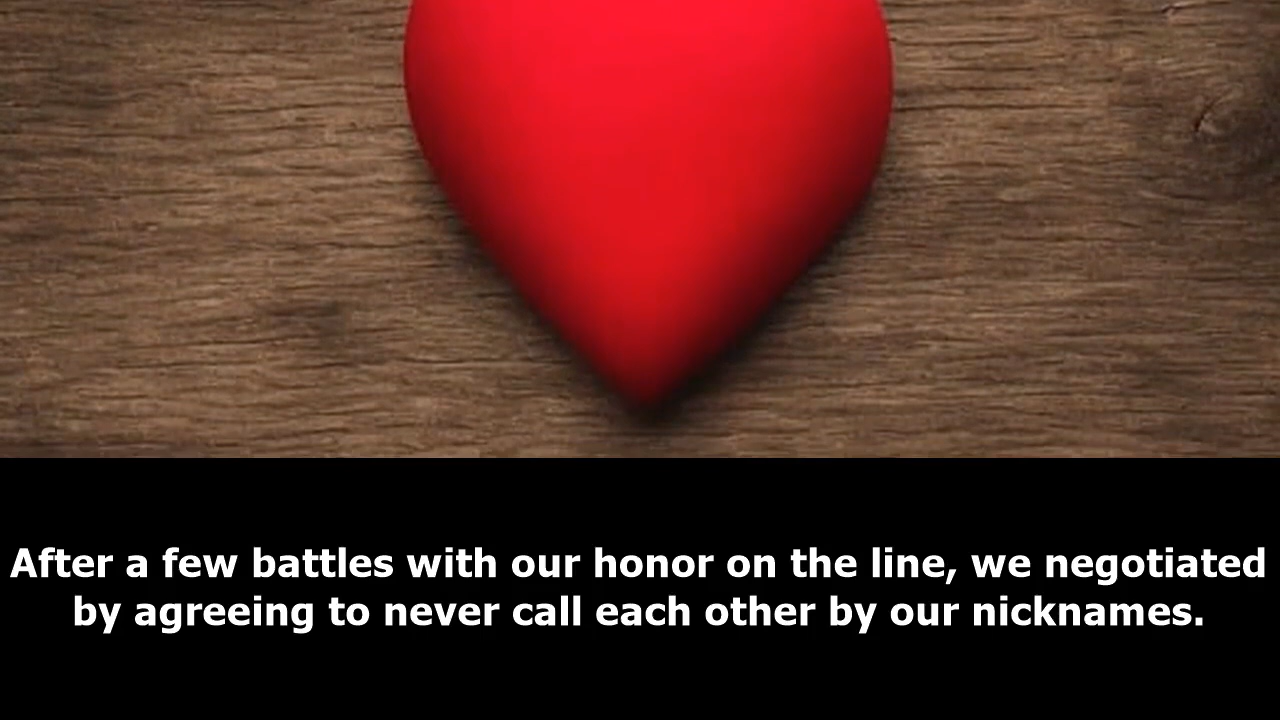 After a few battles with our honor on the line, we negotiated
by agreeing to never call each other by our nicknames.